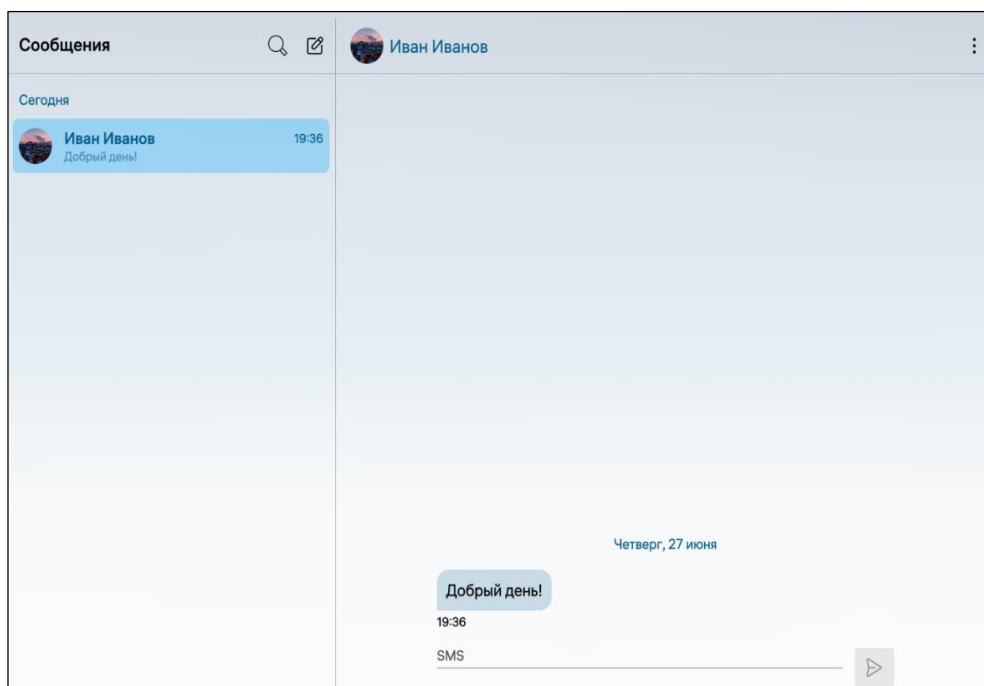 Сообщения
Сегодня
Иван Иванов 19:36
Добрый день!
Иван Иванов
Четверг, 27 июня
Добрый день!
19:36
SMS